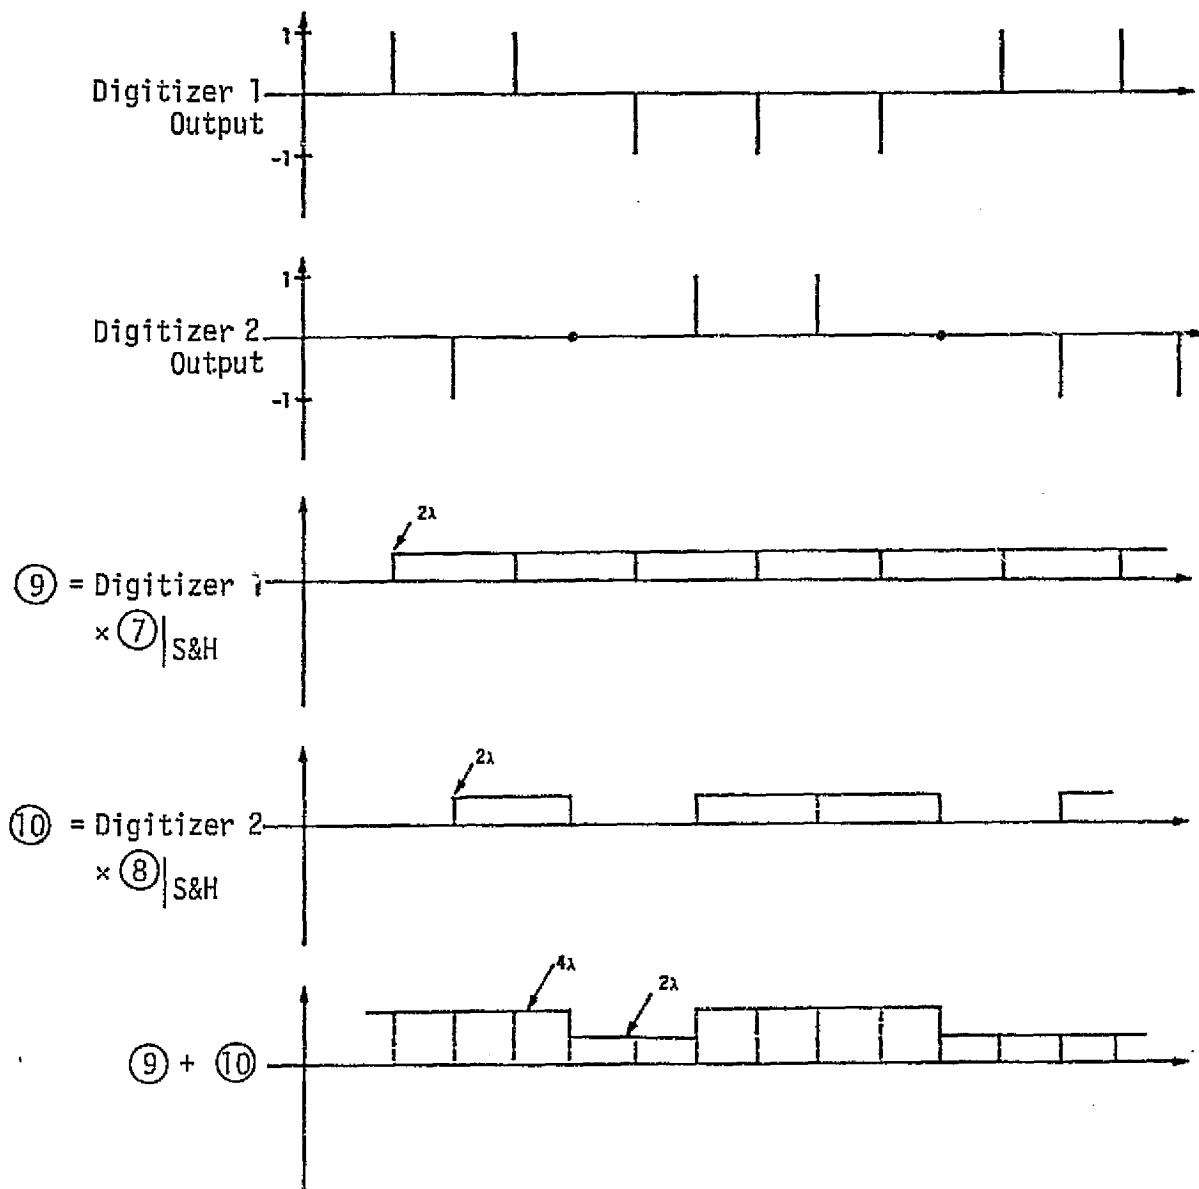 1
Digitizer 1
Output
-1
1
Digitizer 2
Output
-1
2λ
⑨ = Digitizer 1
× ⑦|S&H
2λ
⑩ = Digitizer 2
× ⑧|S&H
4λ
2λ
⑨ + ⑩